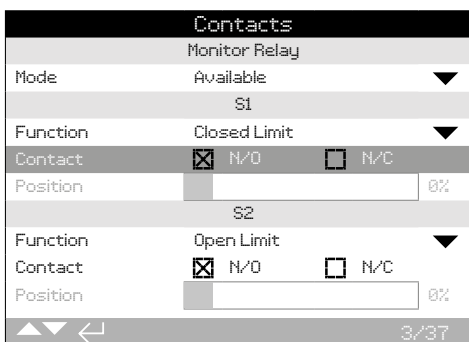 Contacts
Monitor Relay
Mode Available
S1
Function Closed Limit
Contact N/O N/C
Position 0%
S2
Function Open Limit
Contact N/O N/C
Position 0%
3/37